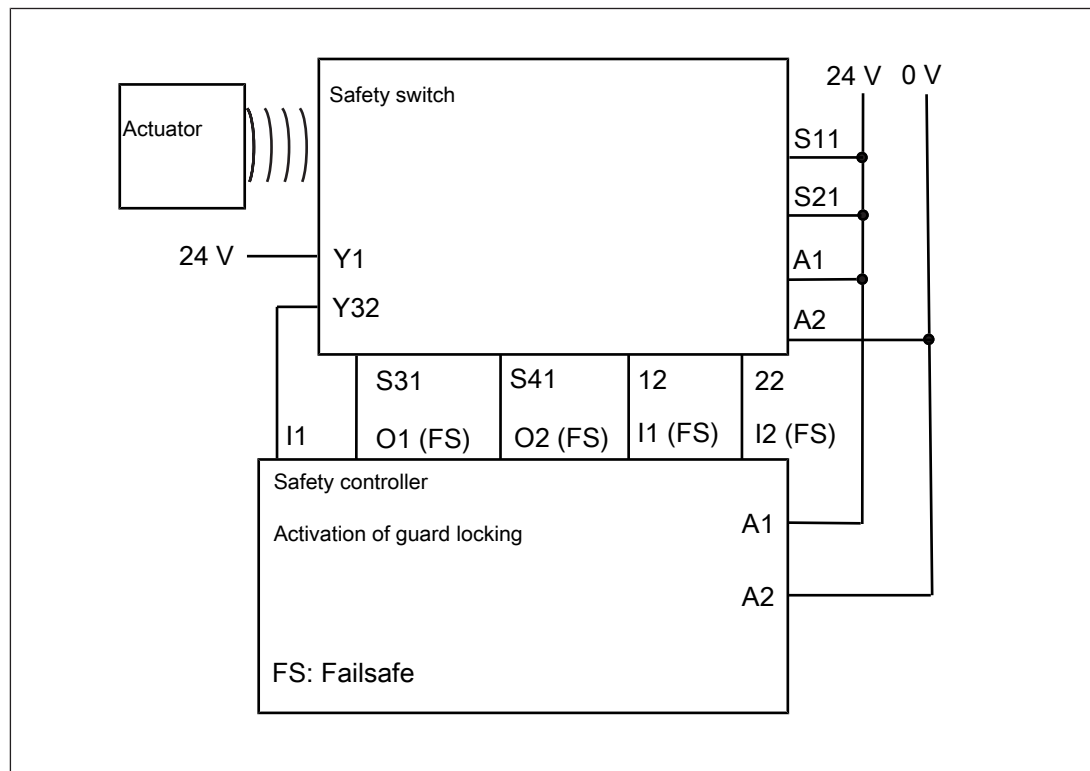 24 V 0 V
Safety switch
Actuator
S11
S21
24 V
Y1
A1
Y32
A2
S31
S41
12
22
I1
O1 (FS)
O2 (FS)
I1 (FS)
I2 (FS)
Safety controller
Activation of guard locking
A1
A2
FS: Failsafe